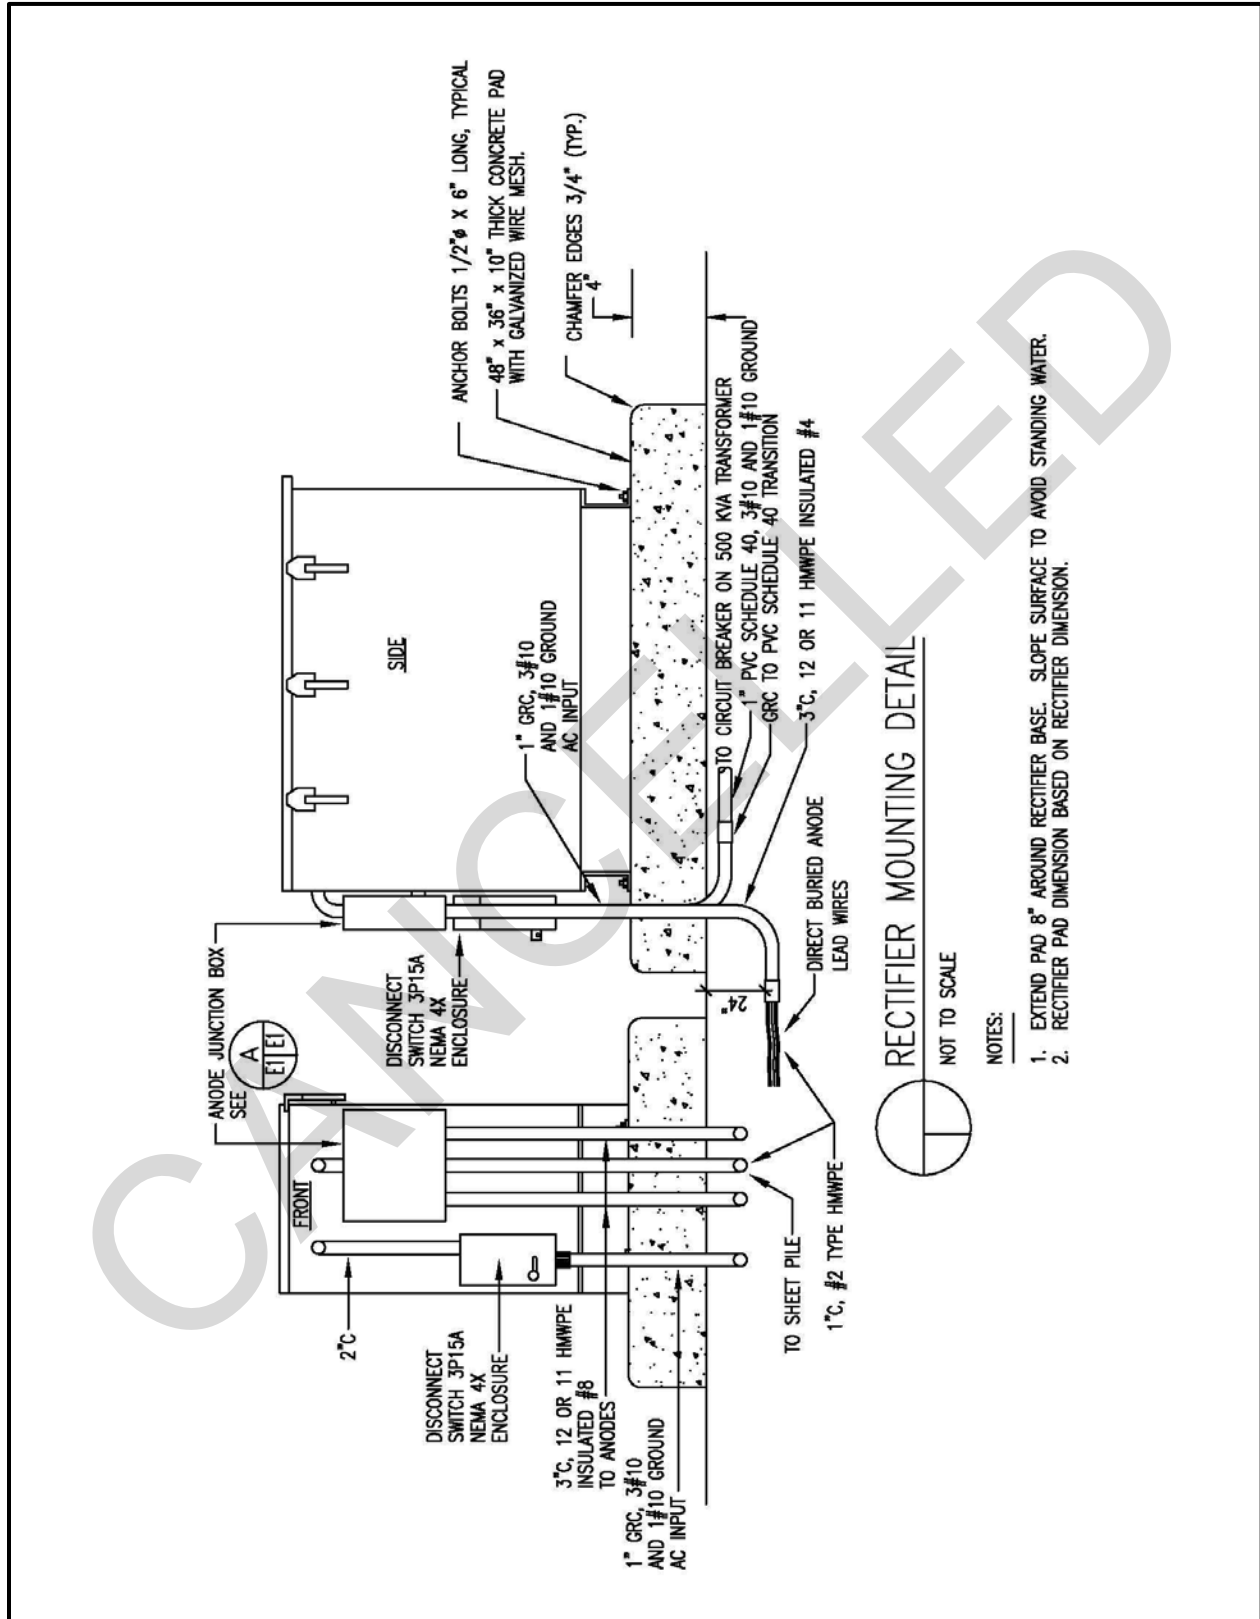 ANODE JUNCTION BOX
SEE
A
E1 E1
FRONT
2"C
DISCONNECT
SWITCH 3P15A
NEMA 4X
ENCLOSURE
3"C, 12 OR 11 HMWPE
INSULATED #8
TO ANODES
1" GRC, 3#10
AND 1#10 GROUND
AC INPUT
TO SHEET PILE
1"C, #2 TYPE HMWPE
DISCONNECT
SWITCH 3P15A
NEMA 4X
ENCLOSURE
SIDE
1" GRC, 3#10
AND 1#10 GROUND
AC INPUT
ANCHOR BOLTS 1/2"ø X 6" LONG, TYPICAL
48" x 36" x 10" THICK CONCRETE PAD
WITH GALVANIZED WIRE MESH.
CHAMFER EDGES 3/4" (TYP.)
4"
TO CIRCUIT BREAKER ON 500 KVA TRANSFORMER
1" PVC SCHEDULE 40, 3#10 AND 1#10 GROUND
GRC TO PVC SCHEDULE 40 TRANSITION
3"C, 12 OR 11 HMWPE INSULATED #4
24"
DIRECT BURIED ANODE
LEAD WIRES
RECTIFIER MOUNTING DETAIL
NOT TO SCALE
NOTES:
1. EXTEND PAD 8" AROUND RECTIFIER BASE. SLOPE SURFACE TO AVOID STANDING WATER.
2. RECTIFIER PAD DIMENSION BASED ON RECTIFIER DIMENSION.
CANCELLED